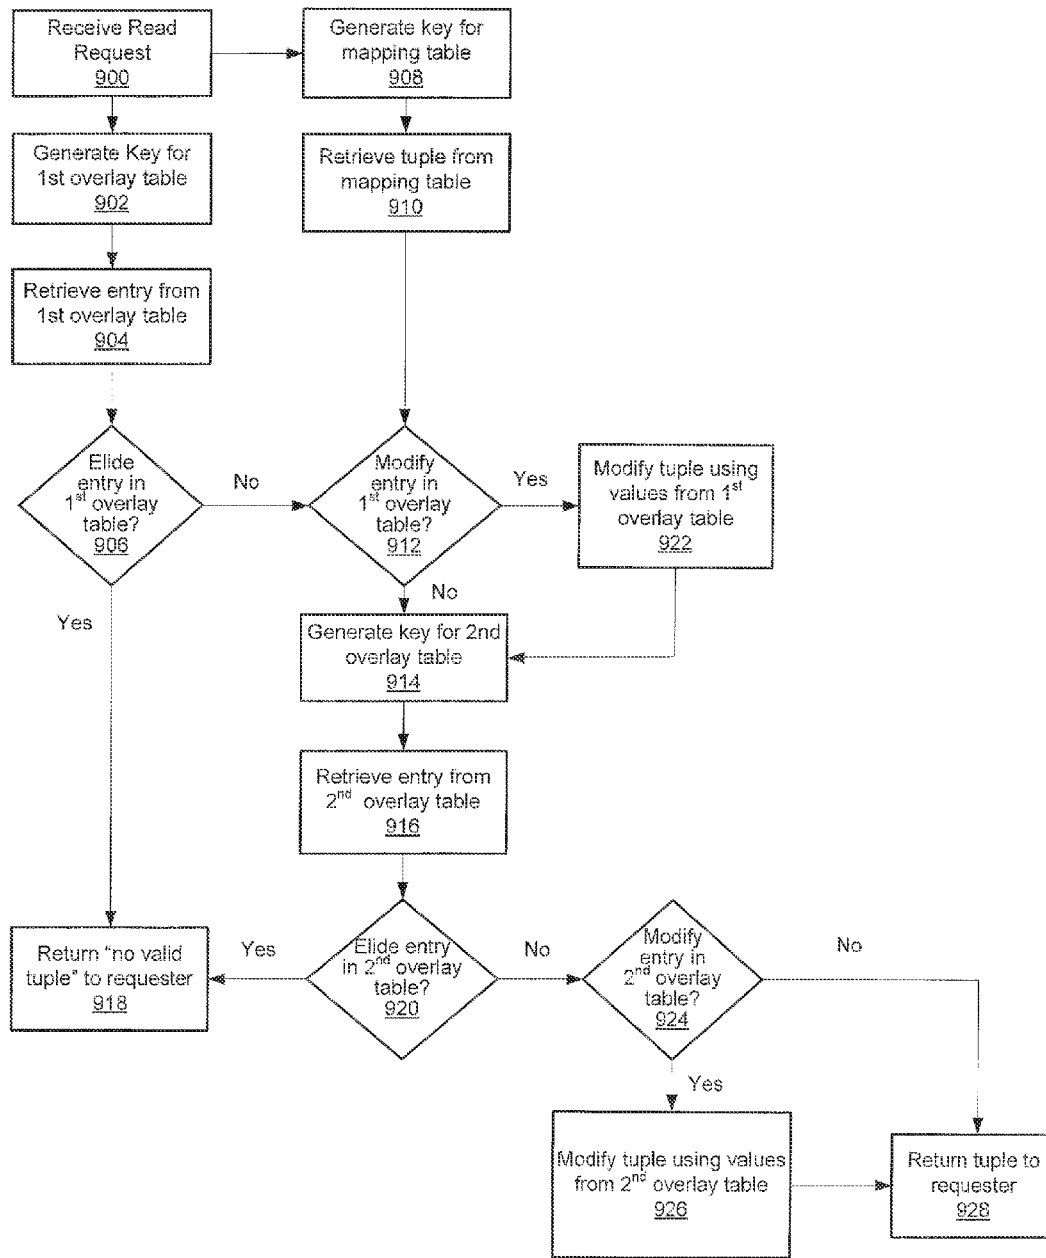 Receive Read
Request
900
Generate key for
mapping table
908
Generate Key for
1st overlay table
902
Retrieve tuple from
mapping table
910
Retrieve entry from
1st overlay table
904
Elide
entry in
1st overlay
table?
906
No
Modify
entry in
1st overlay
table?
912
Yes
Modify tuple using
values from 1st
overlay table
922
Yes
No
Generate key for 2nd
overlay table
914
Retrieve entry from
2nd overlay table
916
Return "no valid
tuple" to requester
918
Yes
Elide entry
in 2nd overlay
table?
920
No
Modify
entry in
2nd overlay
table?
924
No
Yes
Modify tuple using values
from 2nd overlay table
926
Return tuple to
requester
928